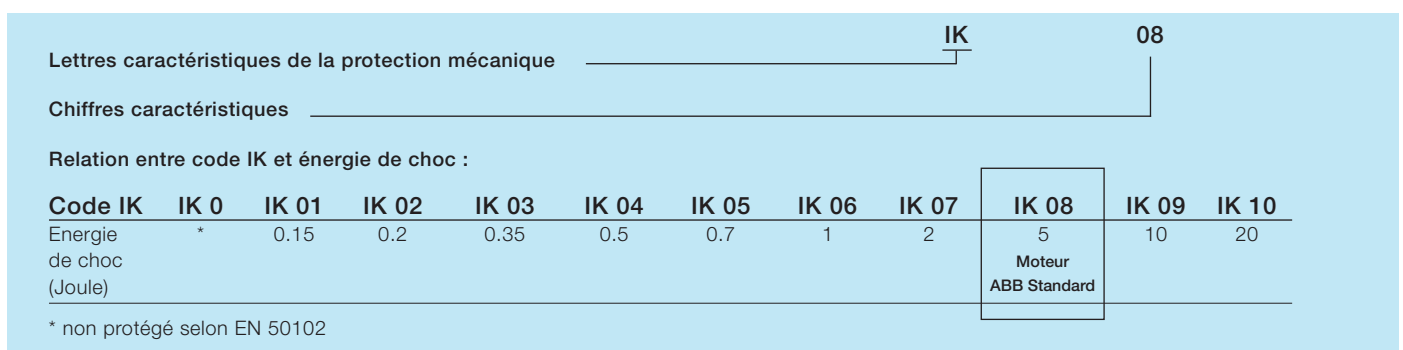 IK 08
Lettres caractéristiques de la protection mécanique
Chiffres caractéristiques
Relation entre code IK et énergie de choc :
Code IK IK 0 IK 01 IK 02 IK 03 IK 04 IK 05 IK 06 IK 07 IK 08 IK 09 IK 10
Energie * 0.15 0.2 0.35 0.5 0.7 1 2 5 10 20
de choc Moteur
(Joule) ABB Standard
* non protégé selon EN 50102